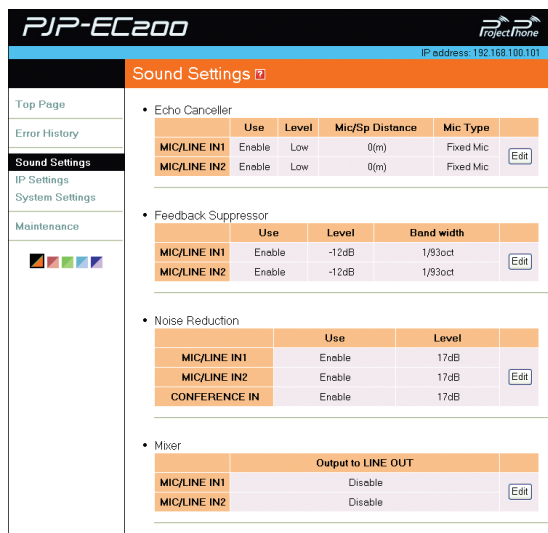 PJP-EC200
Project Phone
IP address: 192.168.100.101
Sound Settings ?
Top Page
Error History
Sound Settings
IP Settings
System Settings
Maintenance
• Echo Canceller
Use Level Mic/Sp Distance Mic Type
MIC/LINE IN1 Enable Low 0(m) Fixed Mic
MIC/LINE IN2 Enable Low 0(m) Fixed Mic
Edit
• Feedback Suppressor
Use Level Band width
MIC/LINE IN1 Enable -12dB 1/93oct
MIC/LINE IN2 Enable -12dB 1/93oct
Edit
• Noise Reduction
Use Level
MIC/LINE IN1 Enable 17dB
MIC/LINE IN2 Enable 17dB
Edit
CONFERENCE IN Enable 17dB
• Mixer
Output to LINE OUT
MIC/LINE IN1 Disable
MIC/LINE IN2 Disable
Edit